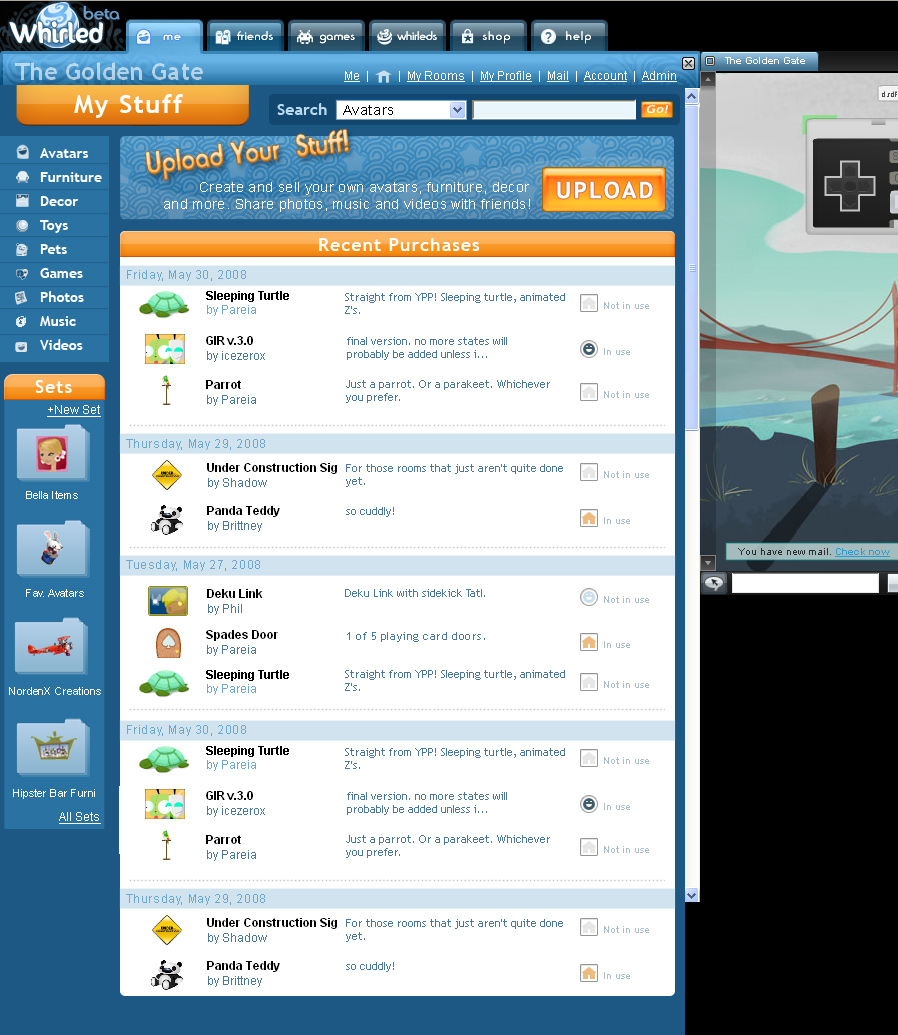 beta
Whirled
me
friends
games
whirleds
shop
help
The Golden Gate
Me | | My Rooms | My Profile | Mail | Account | Admin
My Stuff
Search Avatars Go!
Avatars
Furniture
Decor
Toys
Pets
Games
Photos
Music
Videos
Sets
+New Set
Bella Items
Fav. Avatars
NordenX Creations
Hipster Bar Furni
All Sets
Upload Your Stuff!
Create and sell your own avatars, furniture, decor
and more. Share photos, music and videos with friends!
UPLOAD
Recent Purchases
Friday, May 30, 2008
Sleeping Turtle
by Pareia
Straight from YPP! Sleeping turtle, animated
Z's.
Not in use
GIR v.3.0
by icezerox
final version. no more states will
probably be added unless i...
In use
Parrot
by Pareia
Just a parrot. Or a parakeet. Whichever
you prefer.
Not in use
Thursday, May 29, 2008
Under Construction Sig
by Shadow
For those rooms that just aren't quite done
yet.
Not in use
Panda Teddy
by Brittney
so cuddly!
In use
Tuesday, May 27, 2008
Deku Link
by Phil
Deku Link with sidekick Tatl.
Not in use
Spades Door
by Pareia
1 of 5 playing card doors.
In use
Sleeping Turtle
by Pareia
Straight from YPP! Sleeping turtle, animated
Z's.
Not in use
Friday, May 30, 2008
Sleeping Turtle
by Pareia
Straight from YPP! Sleeping turtle, animated
Z's.
Not in use
GIR v.3.0
by icezerox
final version. no more states will
probably be added unless i...
In use
Parrot
by Pareia
Just a parrot. Or a parakeet. Whichever
you prefer.
Not in use
Thursday, May 29, 2008
Under Construction Sig
by Shadow
For those rooms that just aren't quite done
yet.
Not in use
Panda Teddy
by Brittney
so cuddly!
In use
The Golden Gate
You have new mail. Check now